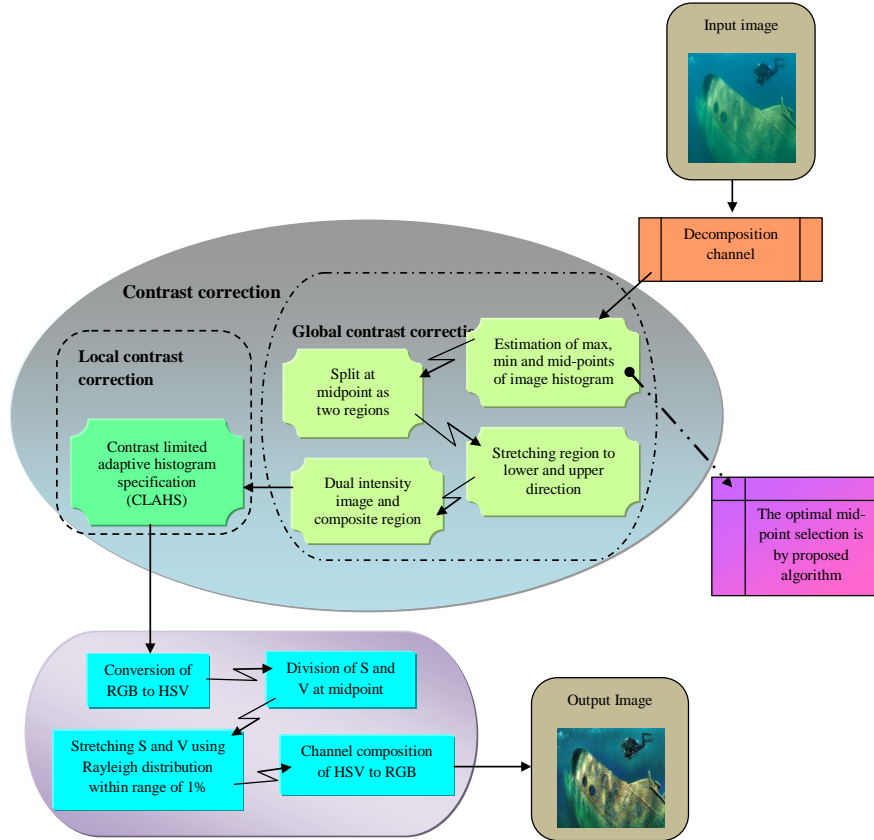 Input image
Decomposition
channel
Contrast correction
Global contrast correctio
Estimation of max,
min and mid-points
of image histogram
Split at
midpoint as
two regions
Stretching region to
lower and upper
direction
Dual intensity
image and
composite region
Local contrast
correction
Contrast limited
adaptive histogram
specification
(CLAHS)
The optimal mid-
point selection is
by proposed
algorithm
Conversion of
RGB to HSV
Division of S and
V at midpoint
Stretching S and V using
Rayleigh distribution
within range of 1%
Channel composition
of HSV to RGB
Output Image